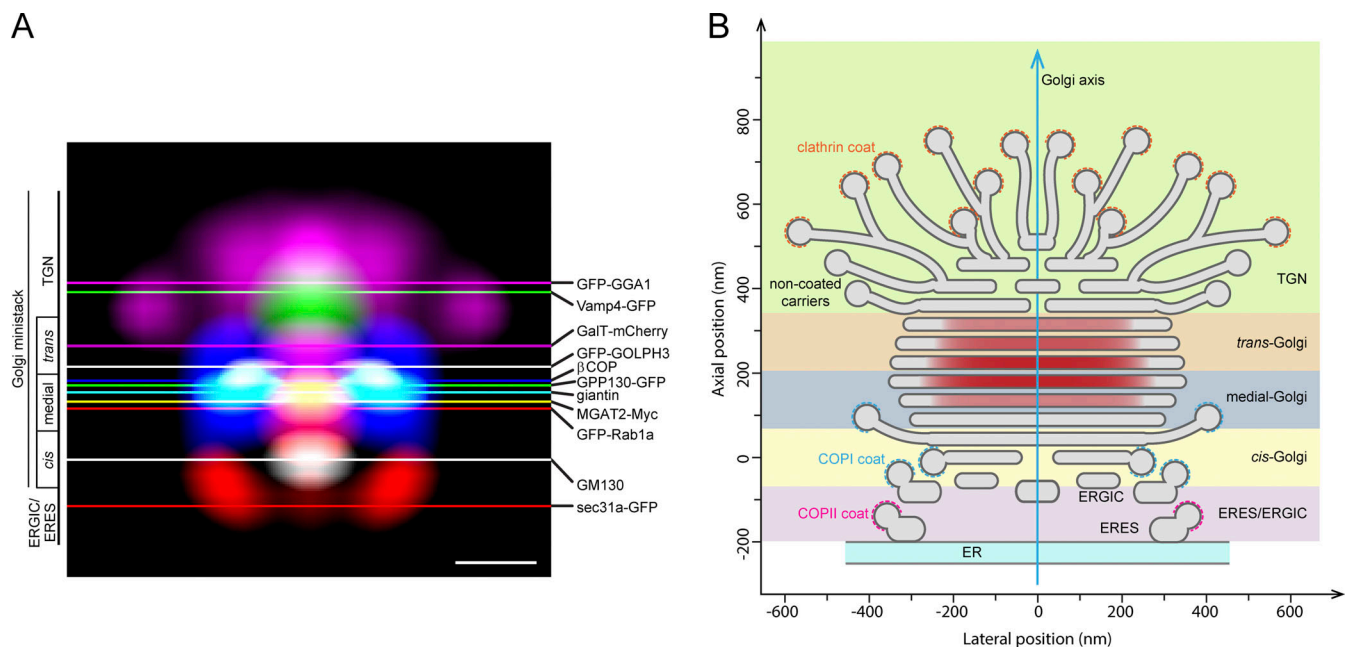 A
Golgi ministack
TGN
trans
medial
cis
ERGIC/
ERES
GFP-GGA1
Vamp4-GFP
GalT-mCherry
GFP-GOLPH3
βCOP
GPP130-GFP
giantin
MGAT2-Myc
GFP-Rab1a
GM130
sec31a-GFP
B
Axial position (nm)
800
600
400
200
0
-200
Golgi axis
clathrin coat
non-coated
carriers
TGN
trans-Golgi
medial-Golgi
COPI coat
cis-Golgi
ERGIC
COPII coat
ERES/ERGIC
ERES
ER
-600
-400
-200
0
200
400
600
Lateral position (nm)